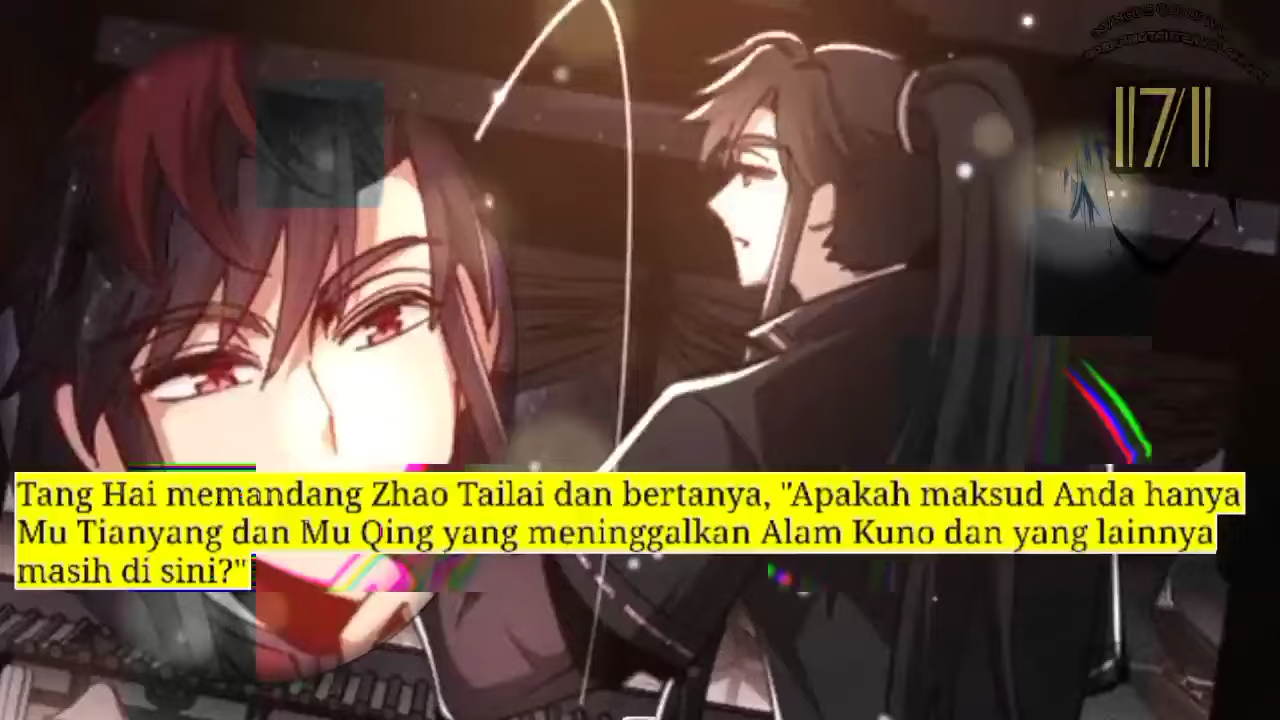 171
Tang Hai memandang Zhao Tailai dan bertanya, "Apakah maksud Anda hanya
Mu Tianyang dan Mu Qing yang meninggalkan Alam Kuno dan yang lainnya
masih di sini?"